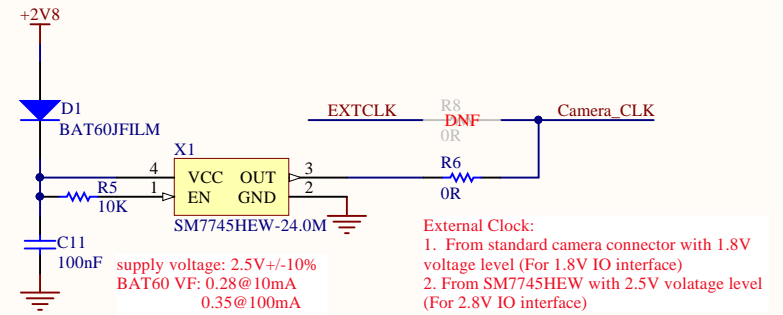 +2V8
D1
BAT60JFILM
EXTCLK
R8
DNF
0R
Camera_CLK
X1
4
VCC
OUT
3
R6
0R
R5
10K
1
EN
GND
2
SM7745HEW-24.0M
C11
100nF
supply voltage: 2.5V+/-10%
BAT60 VF: 0.28@10mA
0.35@100mA
External Clock:
1. From standard camera connector with 1.8V
voltage level (For 1.8V IO interface)
2. From SM7745HEW with 2.5V volatage level
(For 2.8V IO interface)